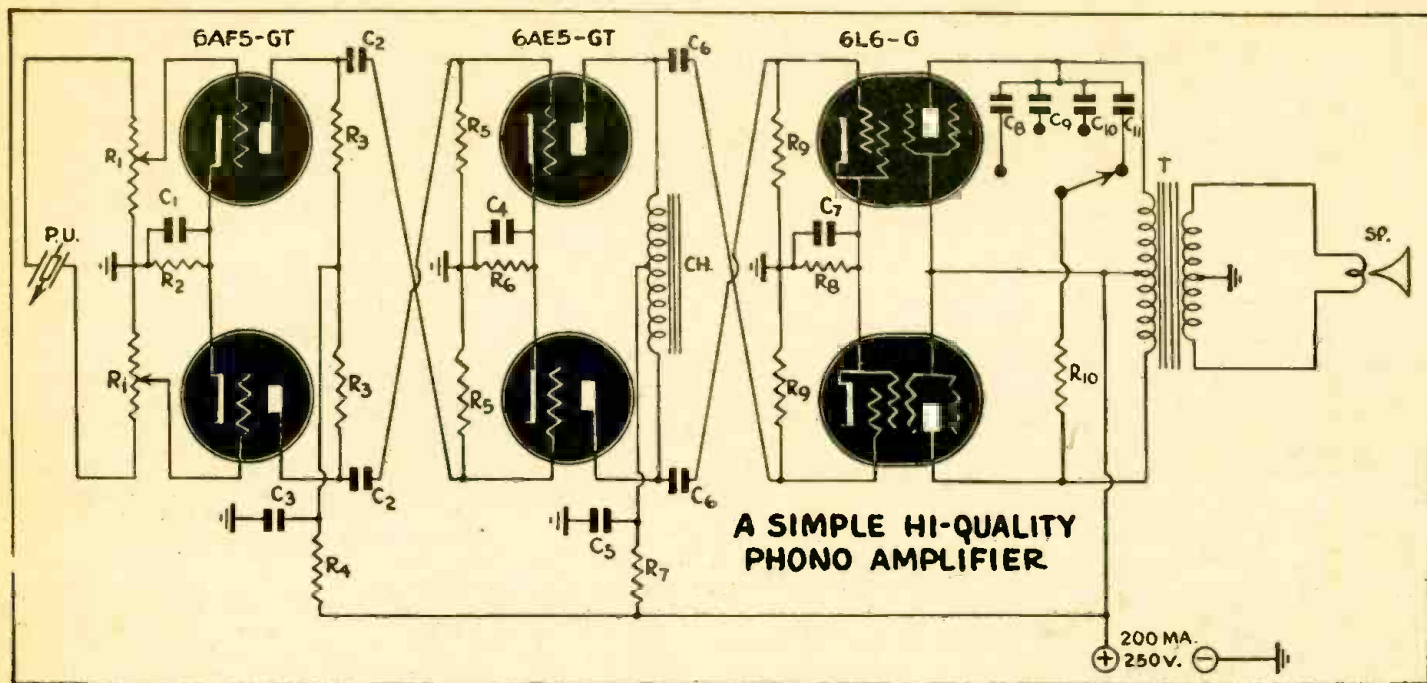 6AF5-GT
C2
6AE5-GT
C6
6L6-G
R1
R3
R5
R9
C8
C9
C10
C11
T
P.U.
C1
R2
C4
R6
CH.
C7
R8
SP.
R1
R3
R5
R9
R10
C3
C2
C5
C6
R4
R7
A SIMPLE HI-QUALITY
PHONO AMPLIFIER
200 MA.
+ 250V. −